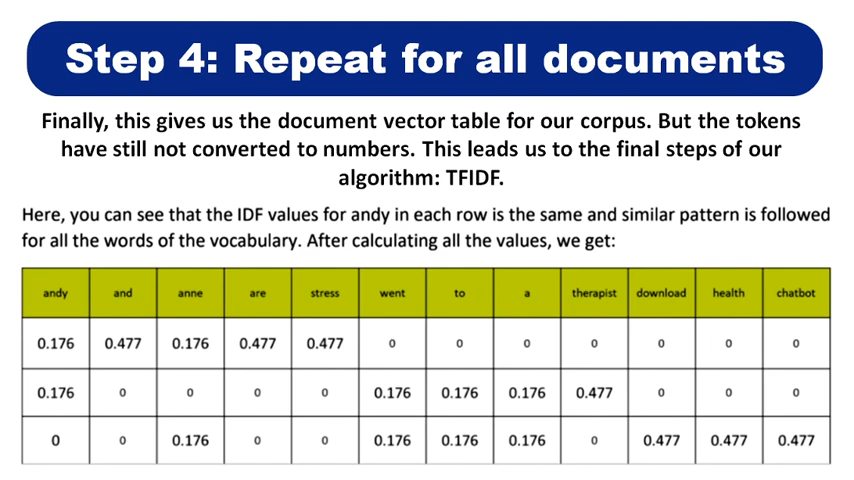 Step 4: Repeat for all documents
Finally, this gives us the document vector table for our corpus. But the tokens
have still not converted to numbers. This leads us to the final steps of our
algorithm: TFIDF.
Here, you can see that the IDF values for andy in each row is the same and similar pattern is followed
for all the words of the vocabulary. After calculating all the values, we get:
andy and anne are stress went to a therapist download health chatbot
0.176 0.477 0.176 0.477 0.477 0 0 0 0 0 0 0
0.176 0 0 0 0 0.176 0.176 0.176 0.477 0 0 0
0 0 0.176 0 0 0.176 0.176 0.176 0 0.477 0.477 0.477